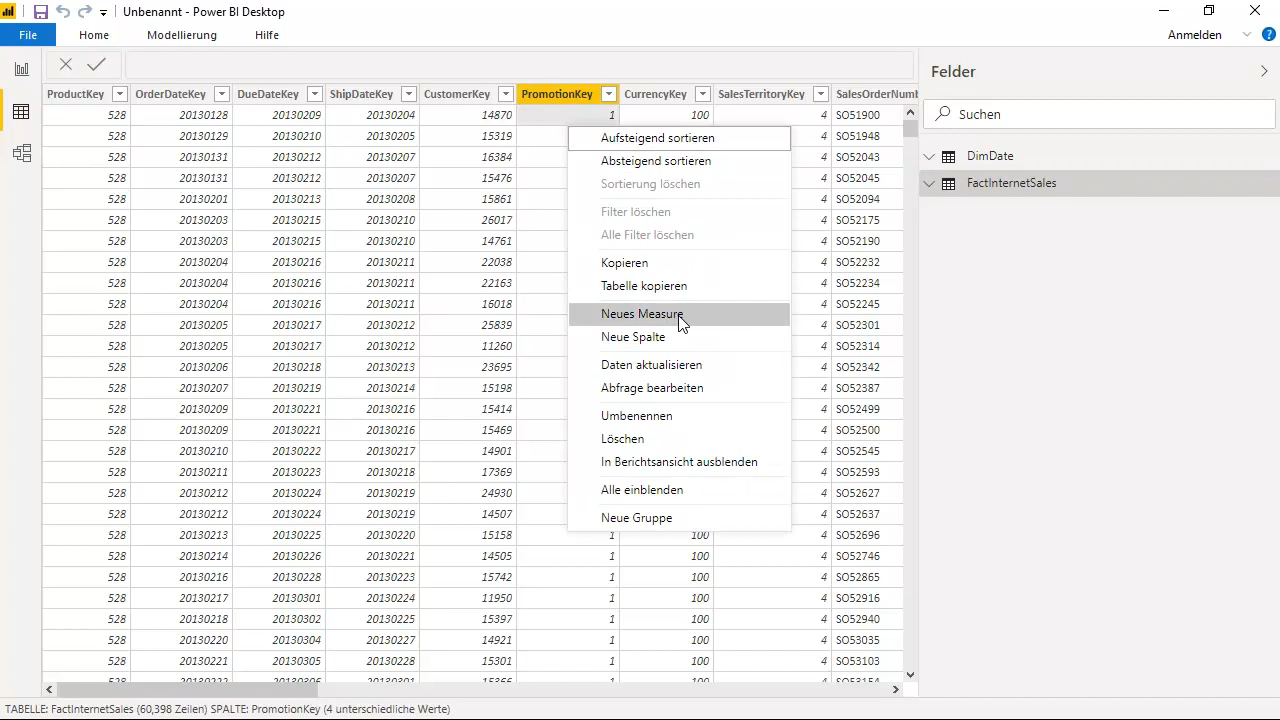 Unbenannt - Power BI Desktop
File Home Modellierung Hilfe Anmelden ?
Felder
Suchen
DimDate
FactInternetSales
ProductKey OrderDateKey DueDateKey ShipDateKey CustomerKey PromotionKey CurrencyKey SalesTerritoryKey SalesOrderNumb
528 20130128 20130209 20130204 14870 1 100 4 SO51900
528 20130129 20130210 20130205 15319 4 SO51948
528 20130131 20130212 20130207 16384 4 SO52043
528 20130131 20130212 20130207 15476 4 SO52045
528 20130201 20130213 20130208 15861 4 SO52094
528 20130203 20130215 20130210 26017 4 SO52175
528 20130203 20130215 20130210 14761 4 SO52190
528 20130204 20130216 20130211 22038 4 SO52232
528 20130204 20130216 20130211 22163 4 SO52234
528 20130204 20130216 20130211 16018 4 SO52245
528 20130205 20130217 20130212 25839 4 SO52301
528 20130205 20130217 20130212 11260 4 SO52314
528 20130206 20130218 20130213 23695 4 SO52342
528 20130207 20130219 20130214 15198 4 SO52387
528 20130209 20130221 20130216 15414 4 SO52499
528 20130209 20130221 20130216 15469 4 SO52500
528 20130210 20130222 20130217 14901 4 SO52545
528 20130211 20130223 20130218 17369 4 SO52593
528 20130212 20130224 20130219 24930 4 SO52627
528 20130212 20130224 20130219 14507 4 SO52637
528 20130213 20130225 20130220 15158 1 100 4 SO52696
528 20130214 20130226 20130221 14505 1 100 4 SO52746
528 20130216 20130228 20130223 15742 1 100 4 SO52865
528 20130217 20130301 20130224 11950 1 100 4 SO52916
528 20130218 20130302 20130225 15397 1 100 4 SO52940
528 20130220 20130304 20130227 14921 1 100 4 SO53035
528 20130221 20130305 20130228 15301 1 100 4 SO53103
Aufsteigend sortieren
Absteigend sortieren
Sortierung löschen
Filter löschen
Alle Filter löschen
Kopieren
Tabelle kopieren
Neues Measure
Neue Spalte
Daten aktualisieren
Abfrage bearbeiten
Umbenennen
Löschen
In Berichtsansicht ausblenden
Alle einblenden
Neue Gruppe
TABELLE: FactInternetSales (60,398 Zeilen) SPALTE: PromotionKey (4 unterschiedliche Werte)